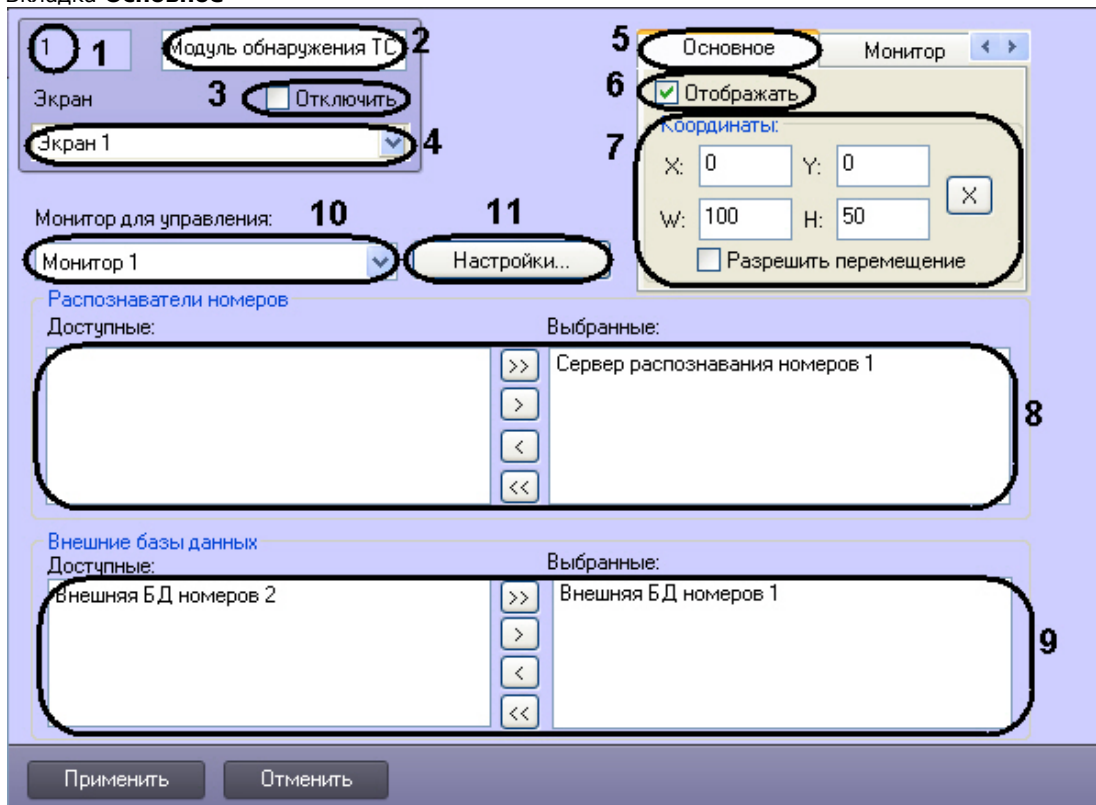 Вкладка Основное
1 1 Модуль обнаружения ТС 2
Экран 3 Отключить
Экран 1 4
5 Основное Монитор
6 Отображать
7 Координаты:
X: 0 Y: 0
X
W: 100 H: 50
Разрешить перемещение
Монитор для управления: 10 11
Монитор 1 Настройки...
Распознаватели номеров
Доступные: Выбранные:
>> Сервер распознавания номеров 1
>
8
<
<<
Внешние базы данных
Доступные: Выбранные:
Внешняя БД номеров 2 >> Внешняя БД номеров 1
>
9
<
<<
Применить Отменить